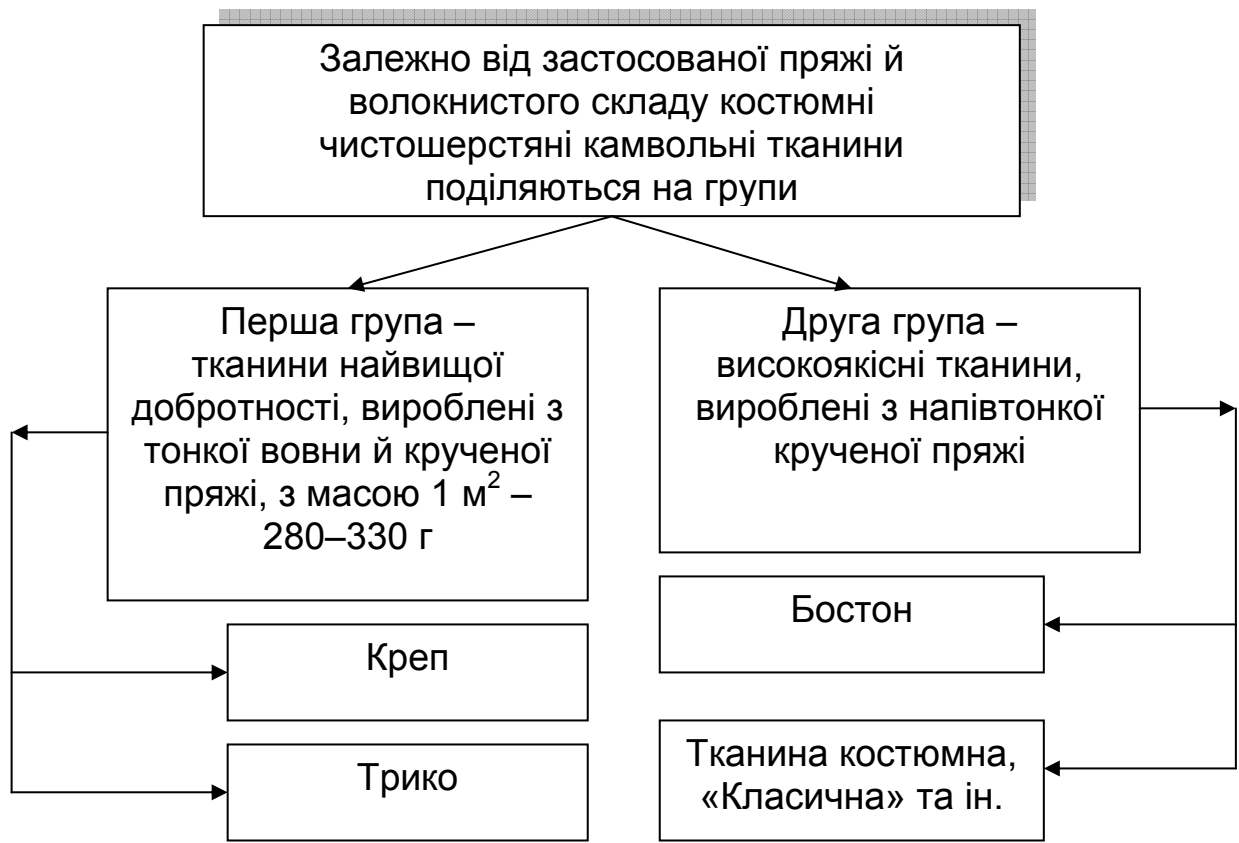 Залежно від застосованої пряжі й
волокнистого складу костюмні
чистошерстяні камвольні тканини
поділяються на групи
Перша група –
тканини найвищої
добротності, вироблені з
тонкої вовни й крученої
пряжі, з масою 1 м² –
280–330 г
Друга група –
високоякісні тканини,
вироблені з напівтонкої
крученої пряжі
Креп
Трико
Бостон
Тканина костюмна,
«Класична» та ін.